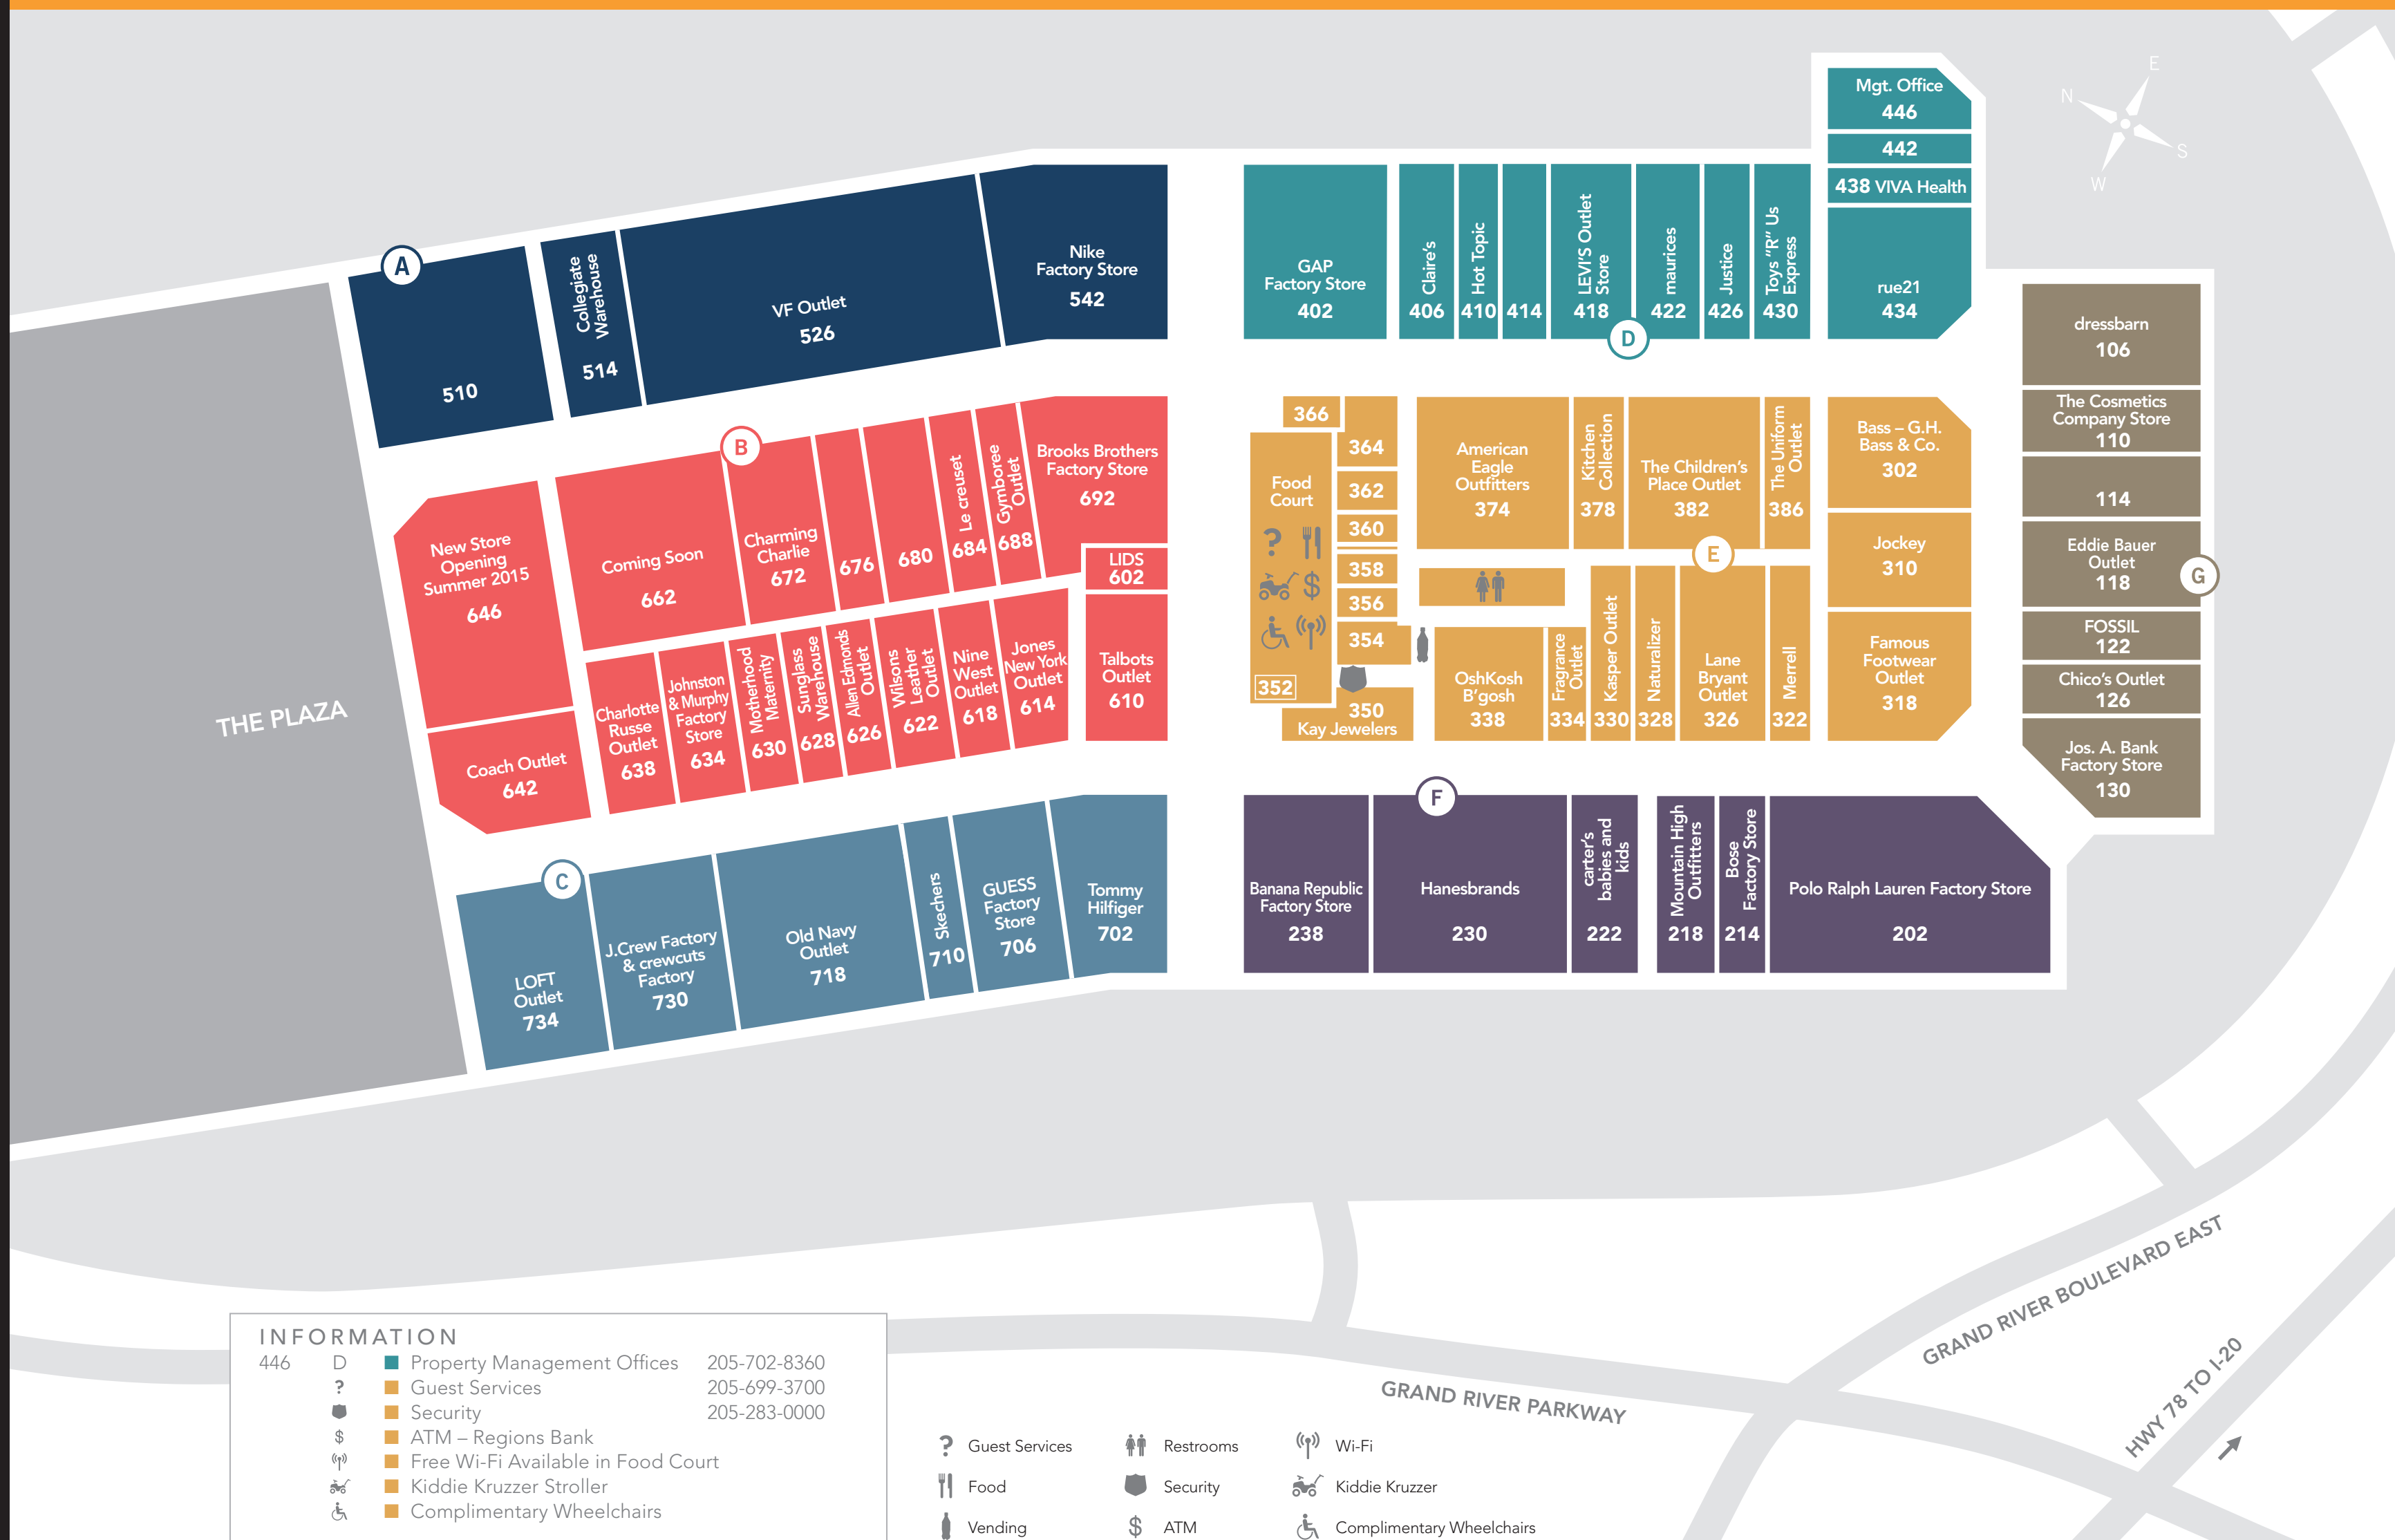 E
N
S
W
Mgt. Office
446
442
438 VIVA Health
rue21
434
A
510
Collegiate
Warehouse
514
VF Outlet
526
Nike
Factory Store
542
GAP
Factory Store
402
Claire's
406
Hot Topic
410
414
LEVI'S Outlet
Store
418
maurices
422
Justice
426
Toys "R" Us
Express
430
D
dressbarn
106
The Cosmetics
Company Store
110
114
Eddie Bauer
Outlet
118
G
FOSSIL
122
Chico's Outlet
126
Jos. A. Bank
Factory Store
130
B
New Store
Opening
Summer 2015
646
Coming Soon
662
Charming
Charlie
672
676
680
Le creuset
684
Gymboree
Outlet
688
Brooks Brothers
Factory Store
692
LIDS
602
Talbots
Outlet
610
Coach Outlet
642
Charlotte
Russe
Outlet
638
Johnston
& Murphy
Factory
Store
634
Motherhood
Maternity
630
Sunglass
Warehouse
628
Allen Edmonds
Outlet
626
Wilsons
Leather
Outlet
622
Nine
West
Outlet
618
Jones
New York
Outlet
614
THE PLAZA
366
364
Food
Court
362
360
358
356
354
352
350
Kay Jewelers
American
Eagle
Outfitters
374
Kitchen
Collection
378
The Children's
Place Outlet
382
The Uniform
Outlet
386
E
Bass – G.H.
Bass & Co.
302
Jockey
310
Famous
Footwear
Outlet
318
OshKosh
B'gosh
338
Fragrance
Outlet
334
Kasper Outlet
330
Naturalizer
328
Lane
Bryant
Outlet
326
Merrell
322
C
LOFT
Outlet
734
J.Crew Factory
& crewcuts
Factory
730
Old Navy
Outlet
718
Skechers
710
GUESS
Factory
Store
706
Tommy
Hilfiger
702
F
Banana Republic
Factory Store
238
Hanesbrands
230
carter's
babies and
kids
222
Mountain High
Outfitters
218
Bose
Factory Store
214
Polo Ralph Lauren Factory Store
202
GRAND RIVER BOULEVARD EAST
HWY 78 TO I-20
GRAND RIVER PARKWAY
INFORMATION
446 D Property Management Offices 205-702-8360
? Guest Services 205-699-3700
Security 205-283-0000
$ ATM – Regions Bank
Free Wi-Fi Available in Food Court
Kiddie Kruzzer Stroller
Complimentary Wheelchairs
? Guest Services
Restrooms
Wi-Fi
Food
Security
Kiddie Kruzzer
Vending
$ ATM
Complimentary Wheelchairs